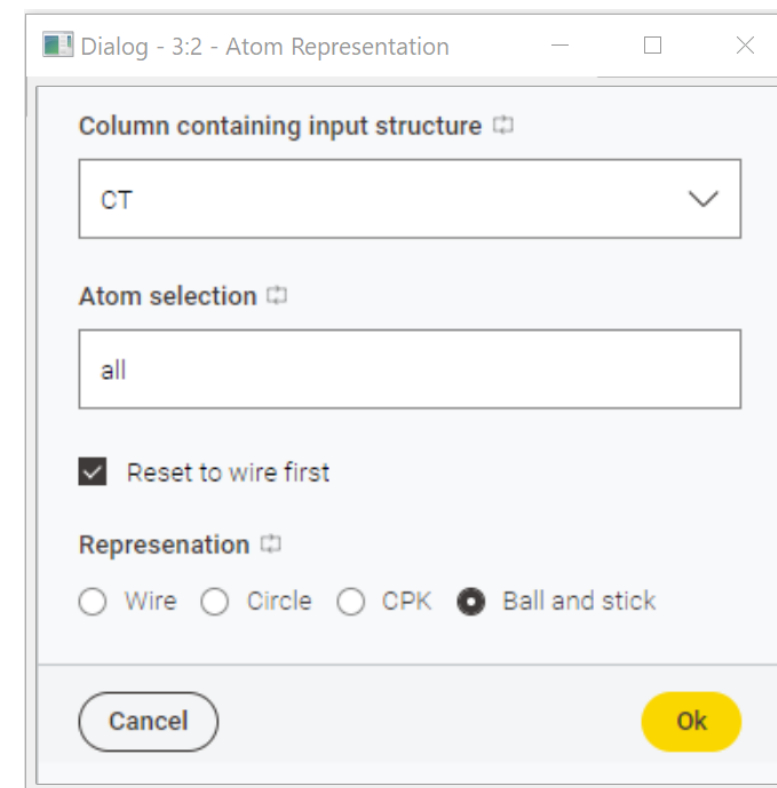 Dialog - 3:2 - Atom Representation
Column containing input structure
CT
Atom selection
all
Reset to wire first
Represenation
Wire Circle CPK Ball and stick
Cancel Ok